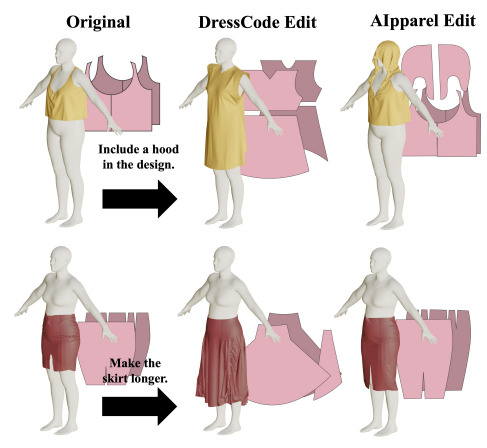 Original
DressCode Edit
AIpparel Edit
Include a hood
in the design.
Make the
skirt longer.